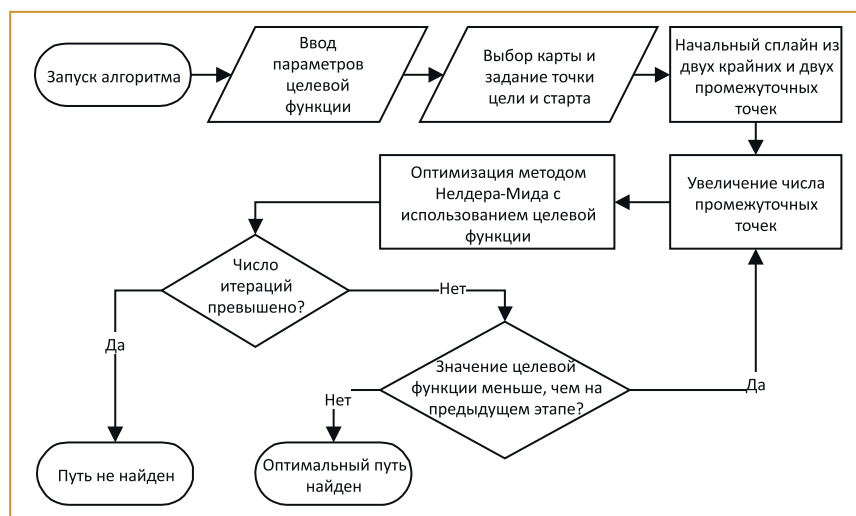 Запуск алгоритма
Ввод
параметров
целевой
функции
Выбор карты и
задание точки
цели и старта
Начальный сплайн из
двух крайних и двух
промежуточных
точек
Оптимизация методом
Нелдера-Мида с
использованием целевой
функции
Увеличение числа
промежуточных
точек
Число
итераций
превышено?
Нет
Да
Значение целевой
функции меньше, чем на
предыдущем этапе?
Нет
Да
Путь не найден
Оптимальный путь
найден